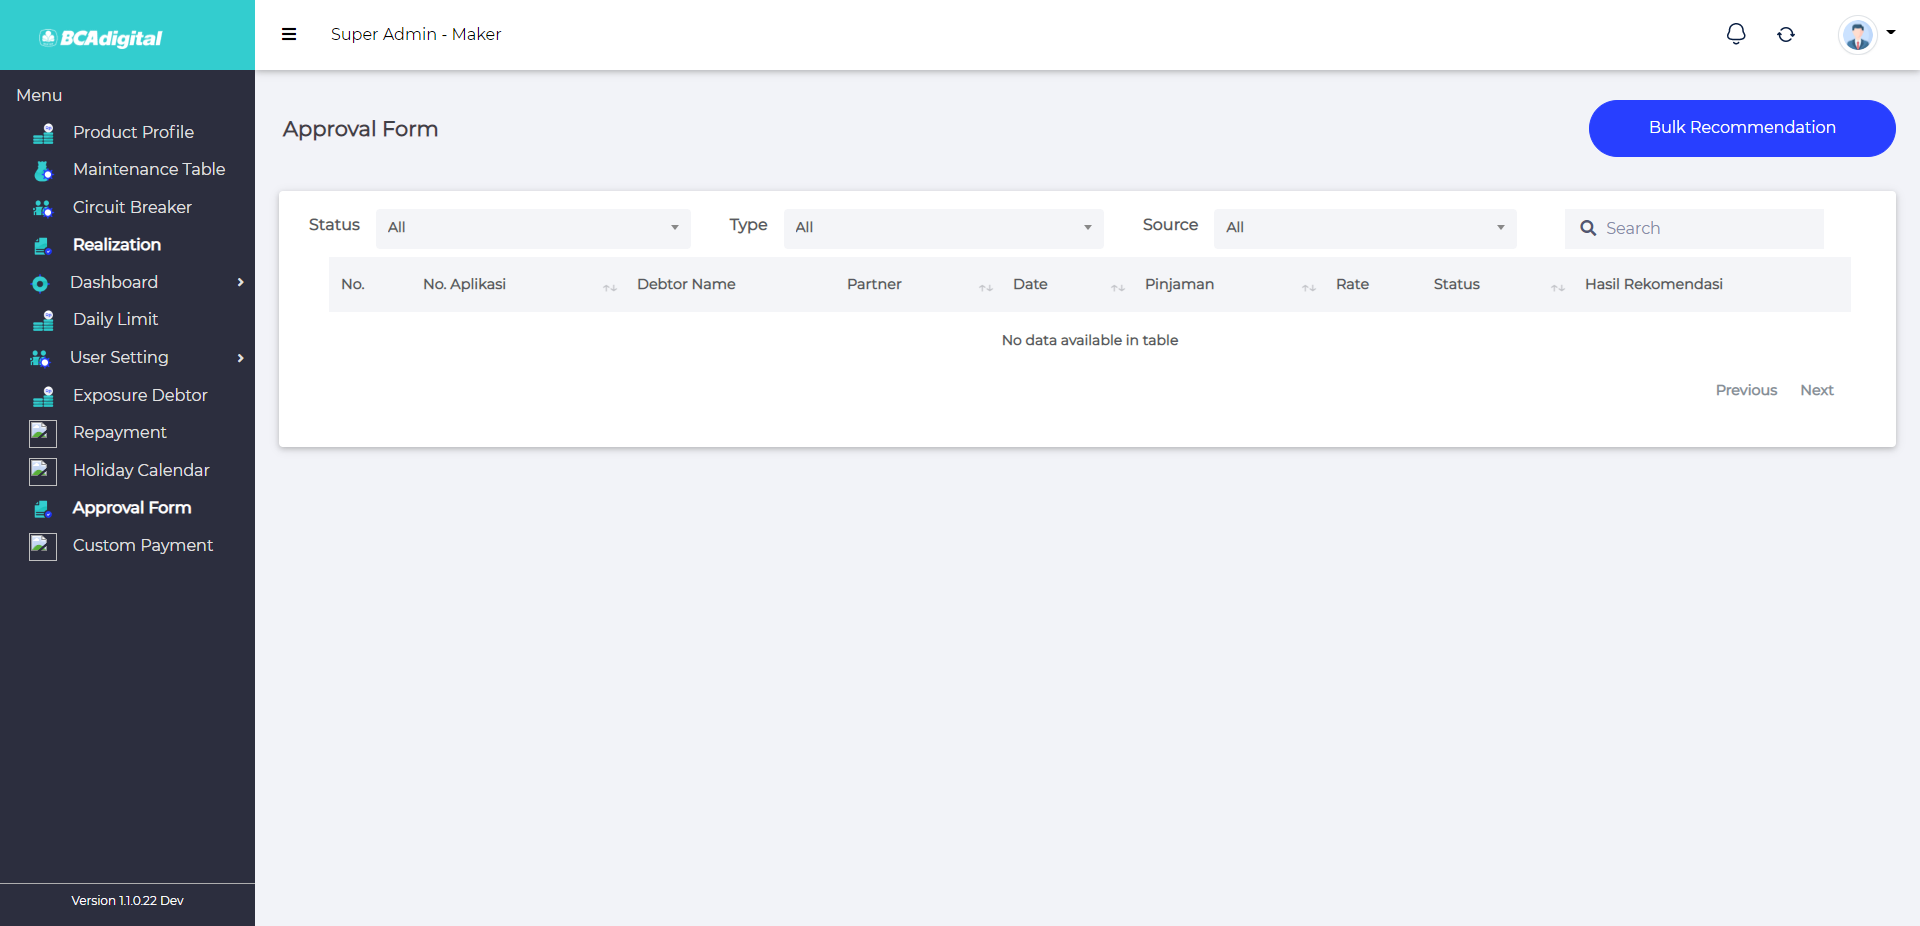 BCAdigital
Super Admin - Maker
Menu
Product Profile
Maintenance Table
Circuit Breaker
Realization
Dashboard
Daily Limit
User Setting
Exposure Debtor
Repayment
Holiday Calendar
Approval Form
Custom Payment
Version 1.1.0.22 Dev
Approval Form
Bulk Recommendation
Status All Type All Source All Search
No. No. Aplikasi Debtor Name Partner Date Pinjaman Rate Status Hasil Rekomendasi
No data available in table
Previous Next